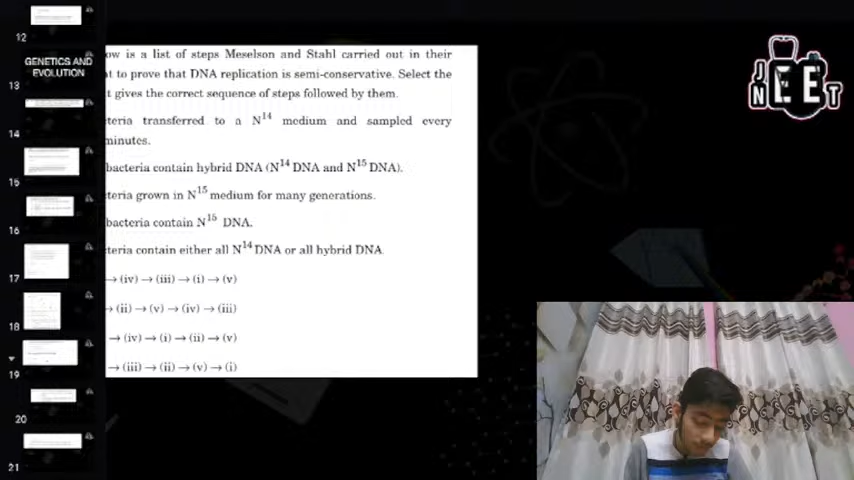 12
GENETICS AND
EVOLUTION
13
14
15
16
17
18
19
20
21
ow is a list of steps Meselson and Stahl carried out in their
t to prove that DNA replication is semi-conservative. Select the
t gives the correct sequence of steps followed by them.
teria transferred to a N¹⁴ medium and sampled every
minutes.
bacteria contain hybrid DNA (N¹⁴ DNA and N¹⁵ DNA).
teria grown in N¹⁵ medium for many generations.
bacteria contain N¹⁵ DNA.
teria contain either all N¹⁴ DNA or all hybrid DNA.
→ (iv) → (iii) → (i) → (v)
→ (ii) → (v) → (iv) → (iii)
→ (iv) → (i) → (ii) → (v)
→ (iii) → (ii) → (v) → (i)
J NEET